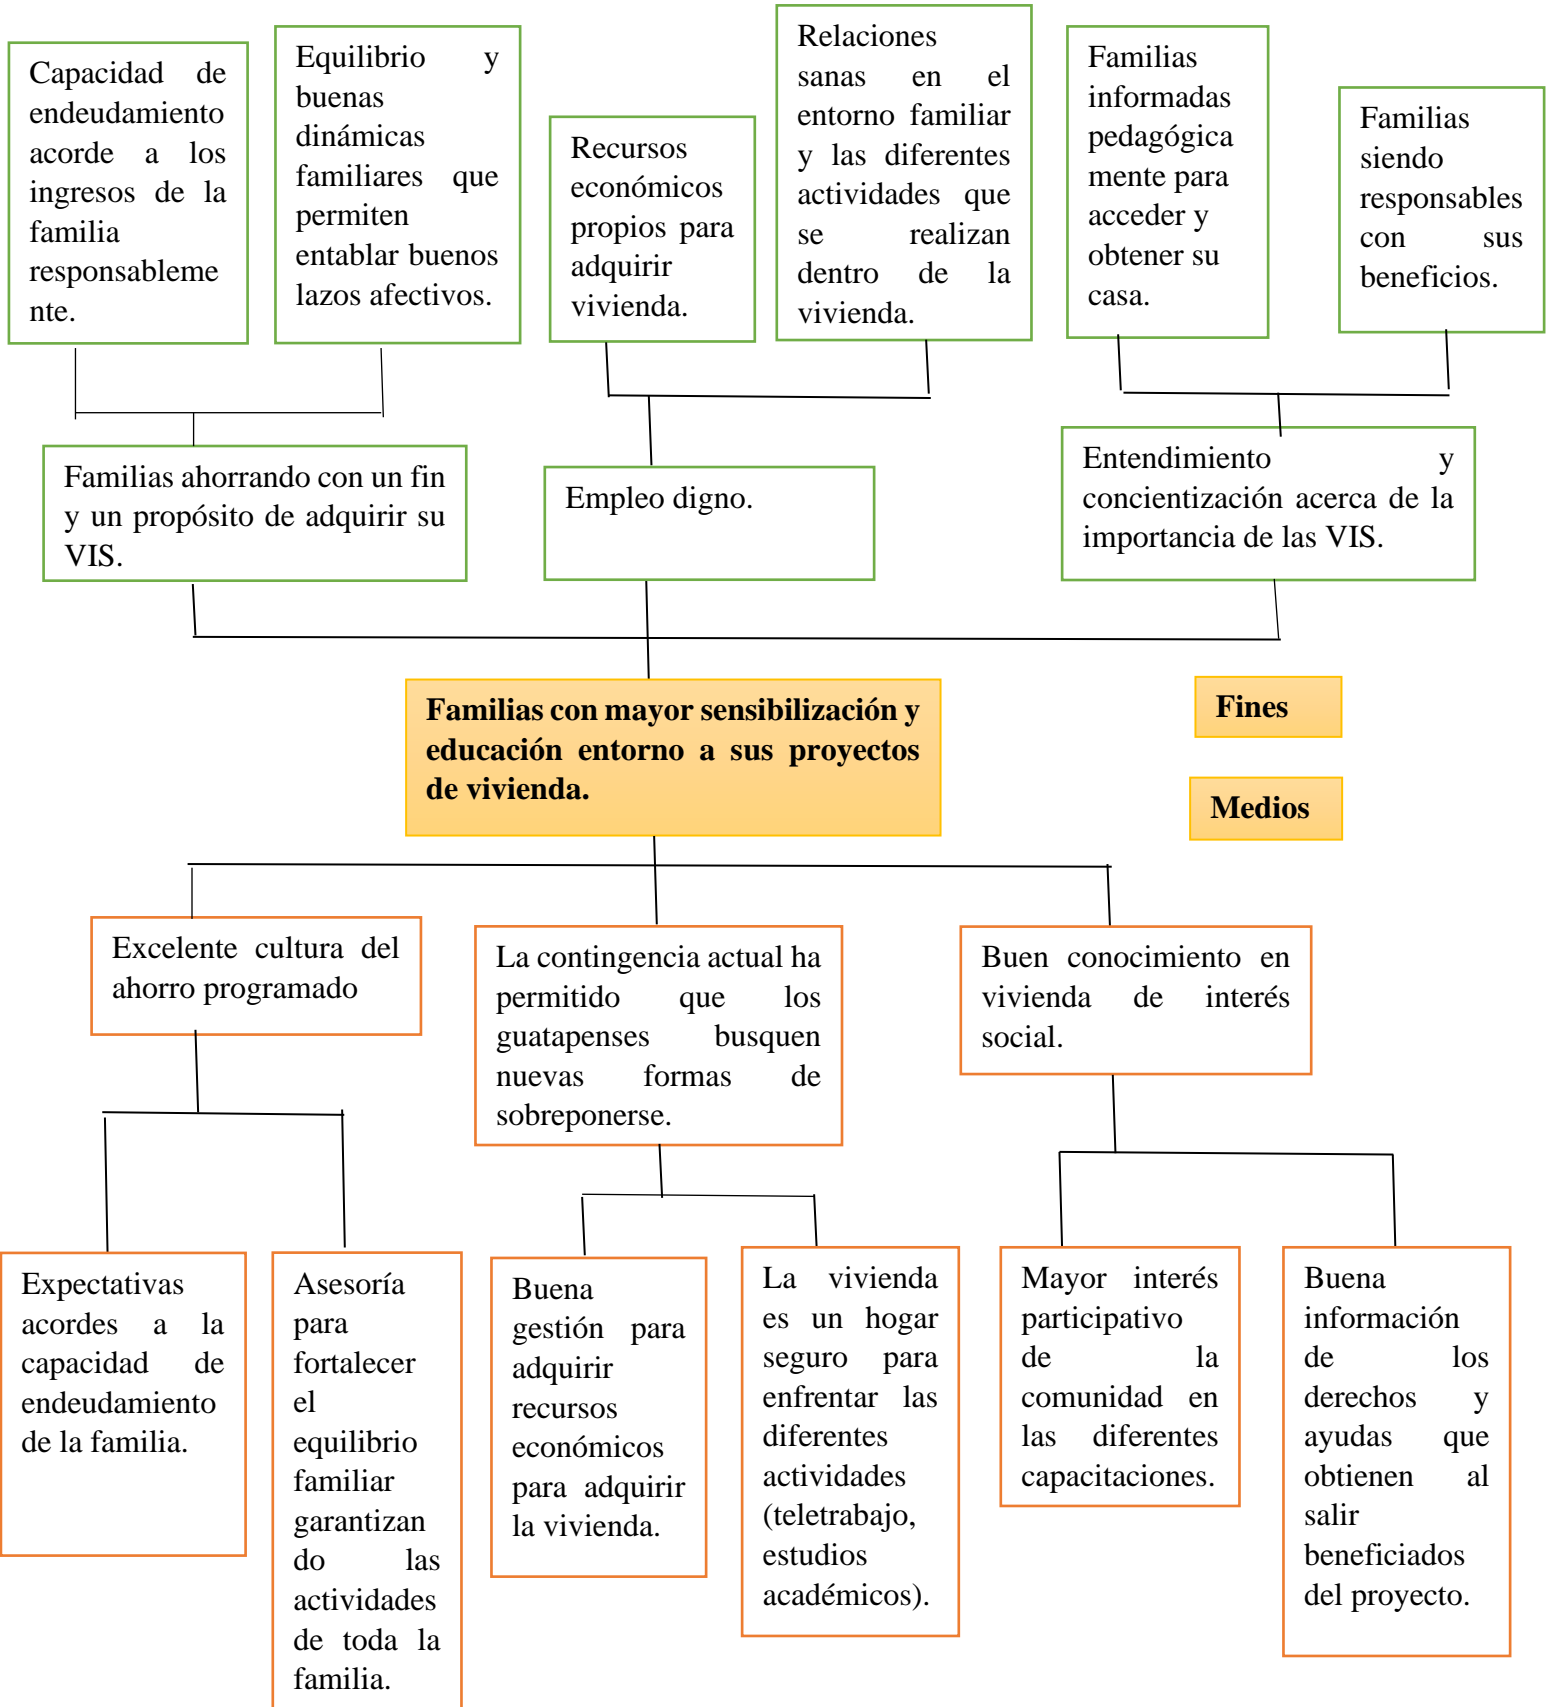 Capacidad de
endeudamiento
acorde a los
ingresos de la
familia
responsableme
nte.
Equilibrio y
buenas
dinámicas
familiares que
permiten
entablar buenos
lazos afectivos.
Recursos
económicos
propios para
adquirir
vivienda.
Relaciones
sanas en el
entorno familiar
y las diferentes
actividades que
se realizan
dentro de la
vivienda.
Familias
informadas
pedagógica
mente para
acceder y
obtener su
casa.
Familias
siendo
responsables
con sus
beneficios.
Familias ahorrando con un fin
y un propósito de adquirir su
VIS.
Empleo digno.
Entendimiento y
concientización acerca de la
importancia de las VIS.
Familias con mayor sensibilización y
educación entorno a sus proyectos
de vivienda.
Fines
Medios
Excelente cultura del
ahorro programado
La contingencia actual ha
permitido que los
guatapenses busquen
nuevas formas de
sobreponerse.
Buen conocimiento en
vivienda de interés
social.
Expectativas
acordes a la
capacidad de
endeudamiento
de la familia.
Asesoría
para
fortalecer
el
equilibrio
familiar
garantizan
do las
actividades
de toda la
familia.
Buena
gestión para
adquirir
recursos
económicos
para adquirir
la vivienda.
La vivienda
es un hogar
seguro para
enfrentar las
diferentes
actividades
(teletrabajo,
estudios
académicos).
Mayor interés
participativo
de la
comunidad en
las diferentes
capacitaciones.
Buena
información
de los
derechos y
ayudas que
obtienen al
salir
beneficiados
del proyecto.